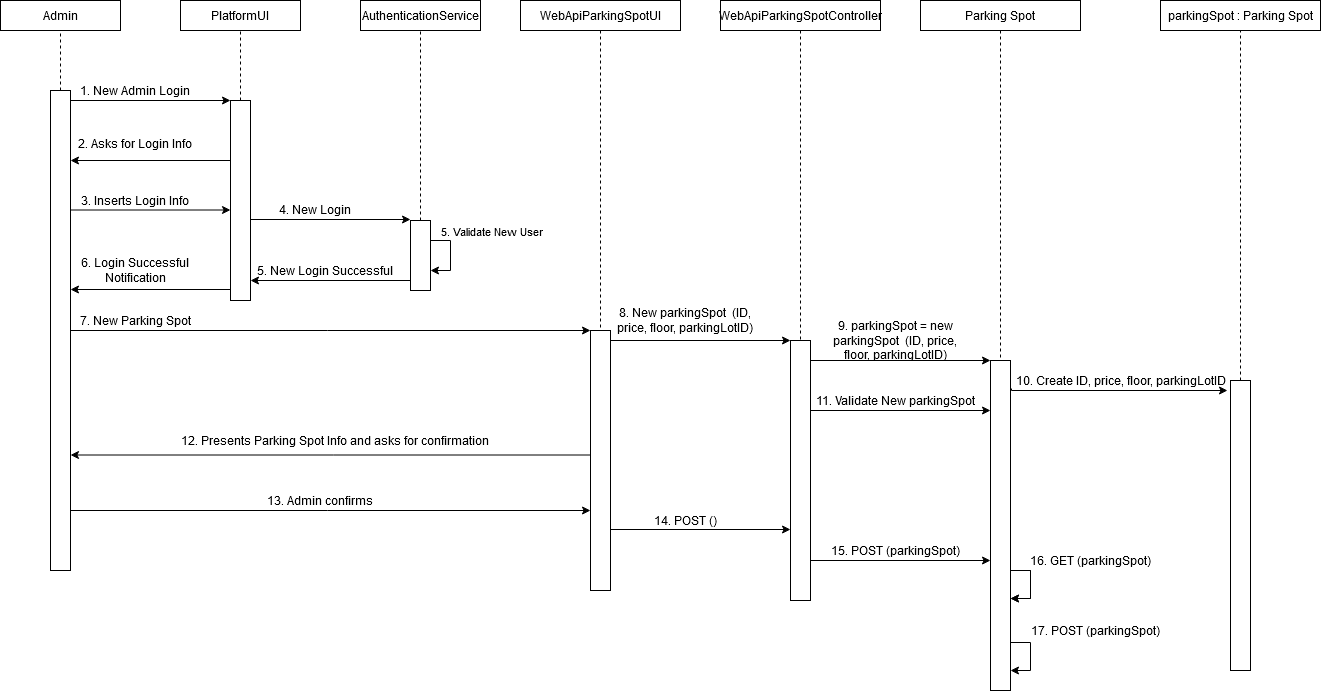 Admin
PlatformUI
AuthenticationService
WebApiParkingSpotUI
WebApiParkingSpotController
Parking Spot
parkingSpot : Parking Spot
1. New Admin Login
2. Asks for Login Info
3. Inserts Login Info
4. New Login
5. Validate New User
6. Login Successful
Notification
5. New Login Successful
7. New Parking Spot
8. New parkingSpot (ID,
price, floor, parkingLotID)
9. parkingSpot = new
parkingSpot (ID, price,
floor, parkingLotID)
10. Create ID, price, floor, parkingLotID
11. Validate New parkingSpot
12. Presents Parking Spot Info and asks for confirmation
13. Admin confirms
14. POST ()
15. POST (parkingSpot)
16. GET (parkingSpot)
17. POST (parkingSpot)